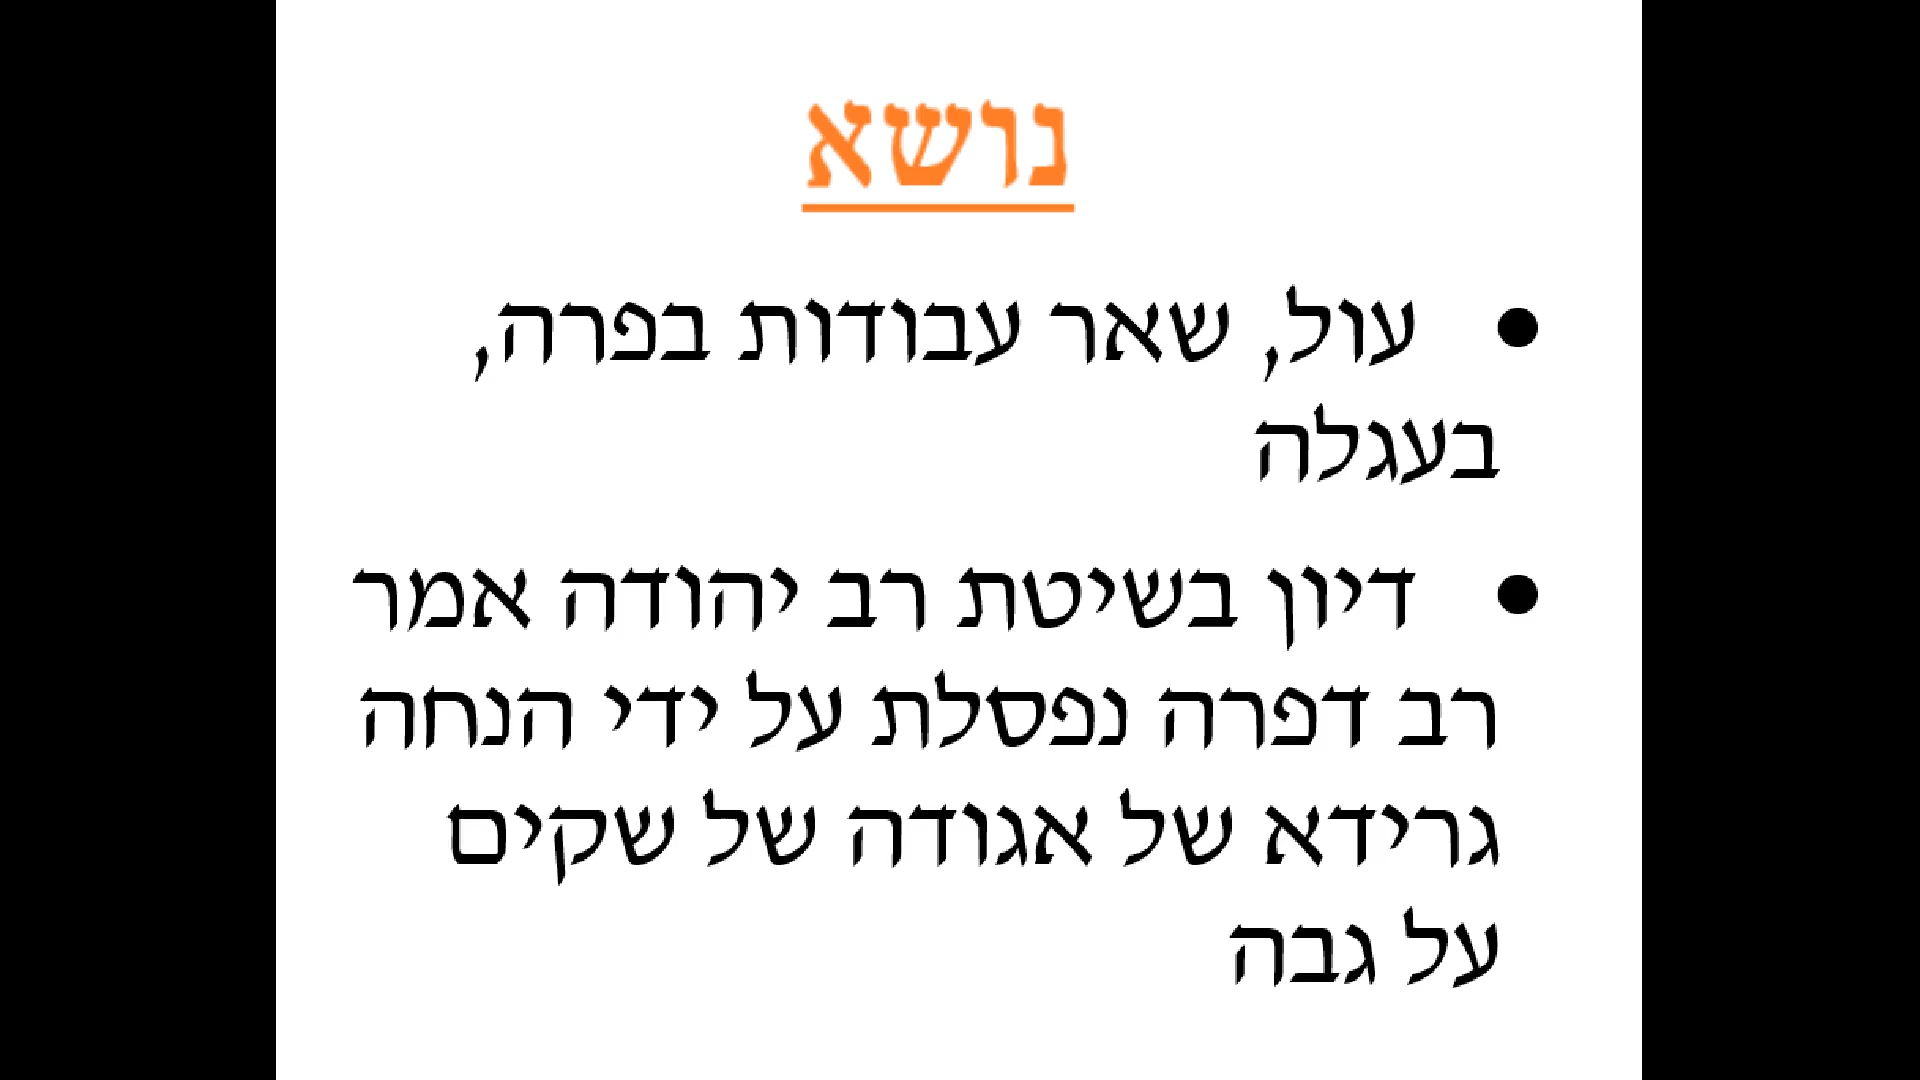 נושא
• עול, שאר עבודות בפרה,
בעגלה
• דיון בשיטת רב יהודה אמר
רב דפרה נפסלת על ידי הנחה
גרידא של אגודה של שקים
על גבה